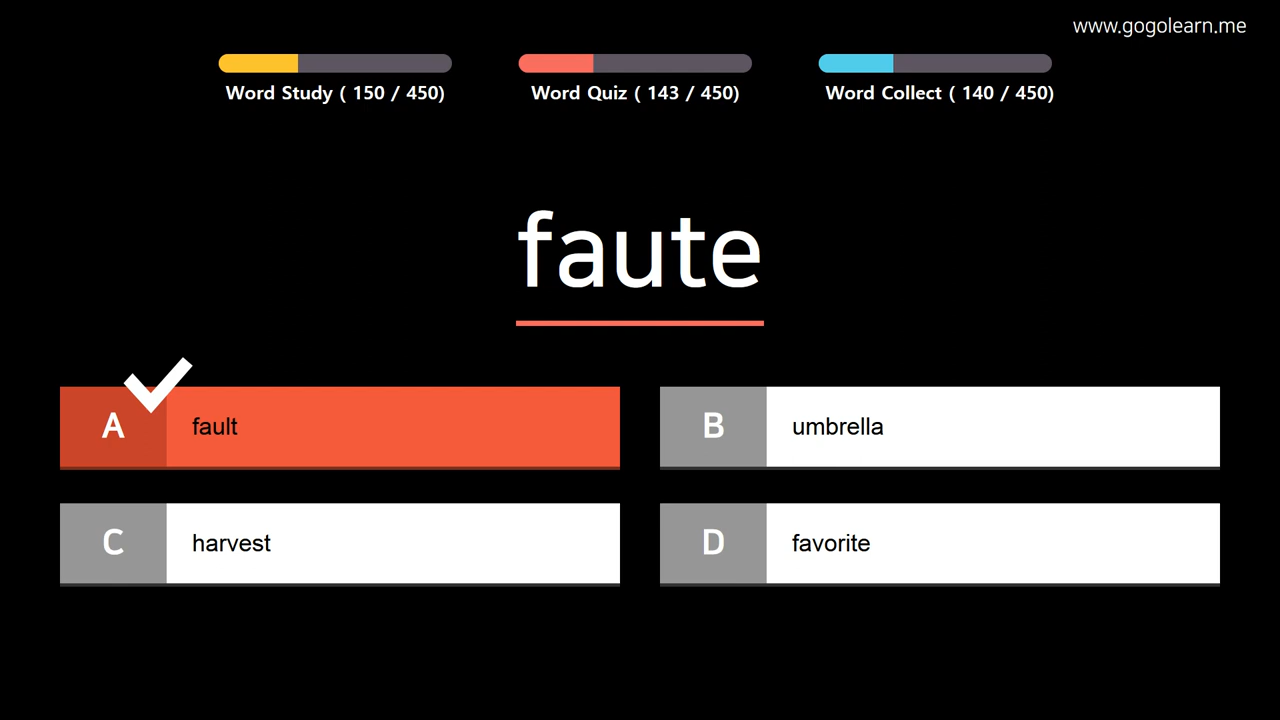 www.gogolearn.me
Word Study ( 150 / 450)
Word Quiz ( 143 / 450)
Word Collect ( 140 / 450)
faute
A fault
B umbrella
C harvest
D favorite